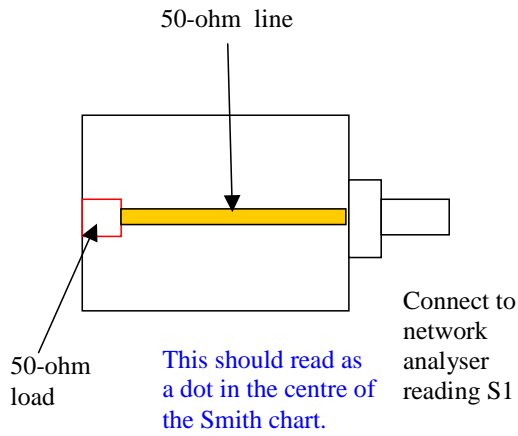 50-ohm line
50-ohm
load
This should read as
a dot in the centre of
the Smith chart.
Connect to
network
analyser
reading S1